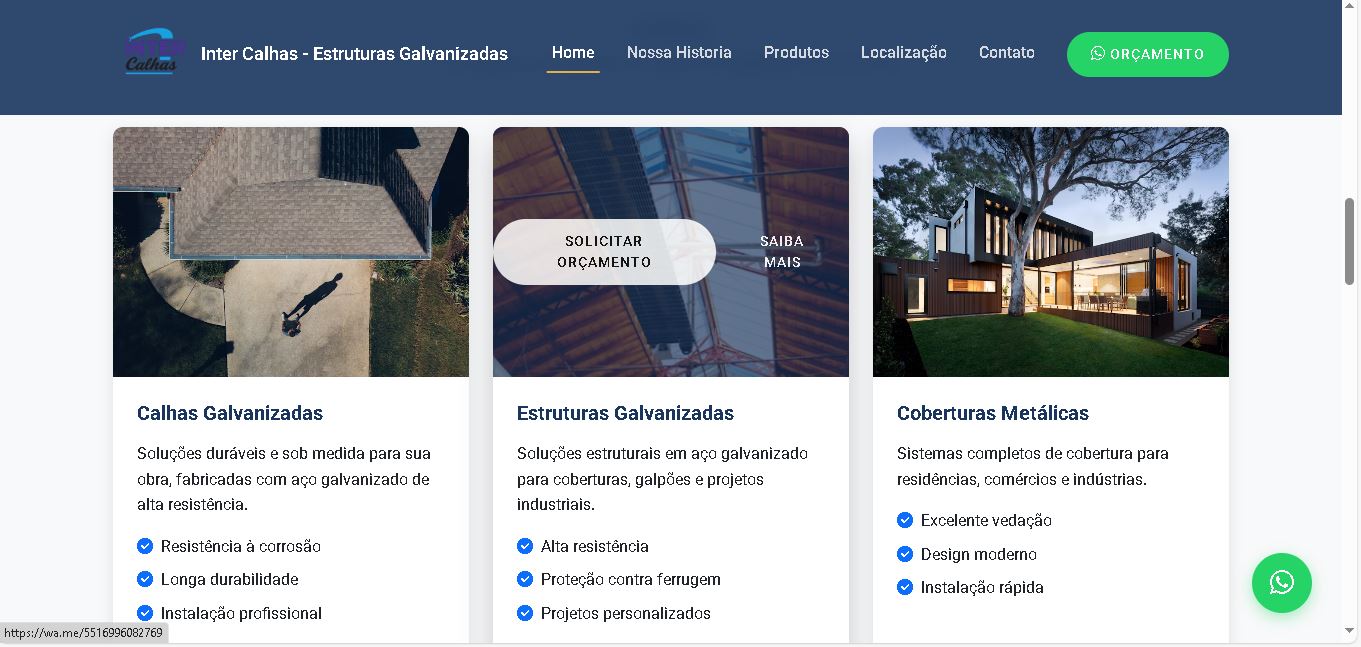 INTER
Calhas
Inter Calhas - Estruturas Galvanizadas
Home
Nossa Historia
Produtos
Localização
Contato
ORÇAMENTO
SOLICITAR
ORÇAMENTO
SAIBA
MAIS
Calhas Galvanizadas
Soluções duráveis e sob medida para sua
obra, fabricadas com aço galvanizado de
alta resistência.
Resistência à corrosão
Longa durabilidade
Instalação profissional
Estruturas Galvanizadas
Soluções estruturais em aço galvanizado
para coberturas, galpões e projetos
industriais.
Alta resistência
Proteção contra ferrugem
Projetos personalizados
Coberturas Metálicas
Sistemas completos de cobertura para
residências, comércios e indústrias.
Excelente vedação
Design moderno
Instalação rápida
https://wa.me/5516996082769